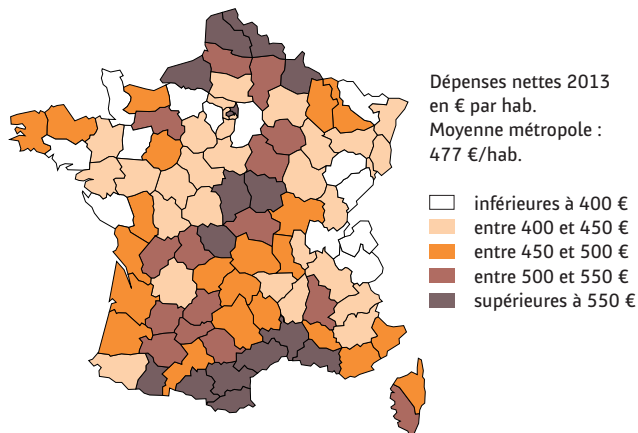 Dépenses nettes 2013
en € par hab.
Moyenne métropole :
477 €/hab.
inférieures à 400 €
entre 400 et 450 €
entre 450 et 500 €
entre 500 et 550 €
supérieures à 550 €